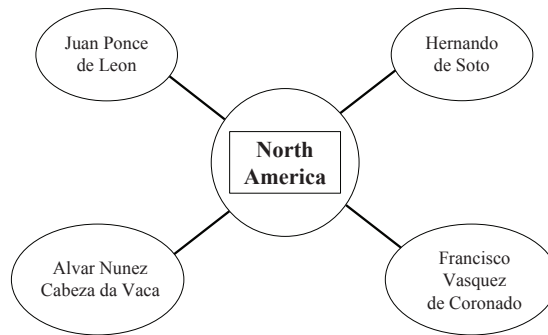 Juan Ponce
de Leon
Hernando
de Soto
North
America
Alvar Nunez
Cabeza da Vaca
Francisco
Vasquez
de Coronado